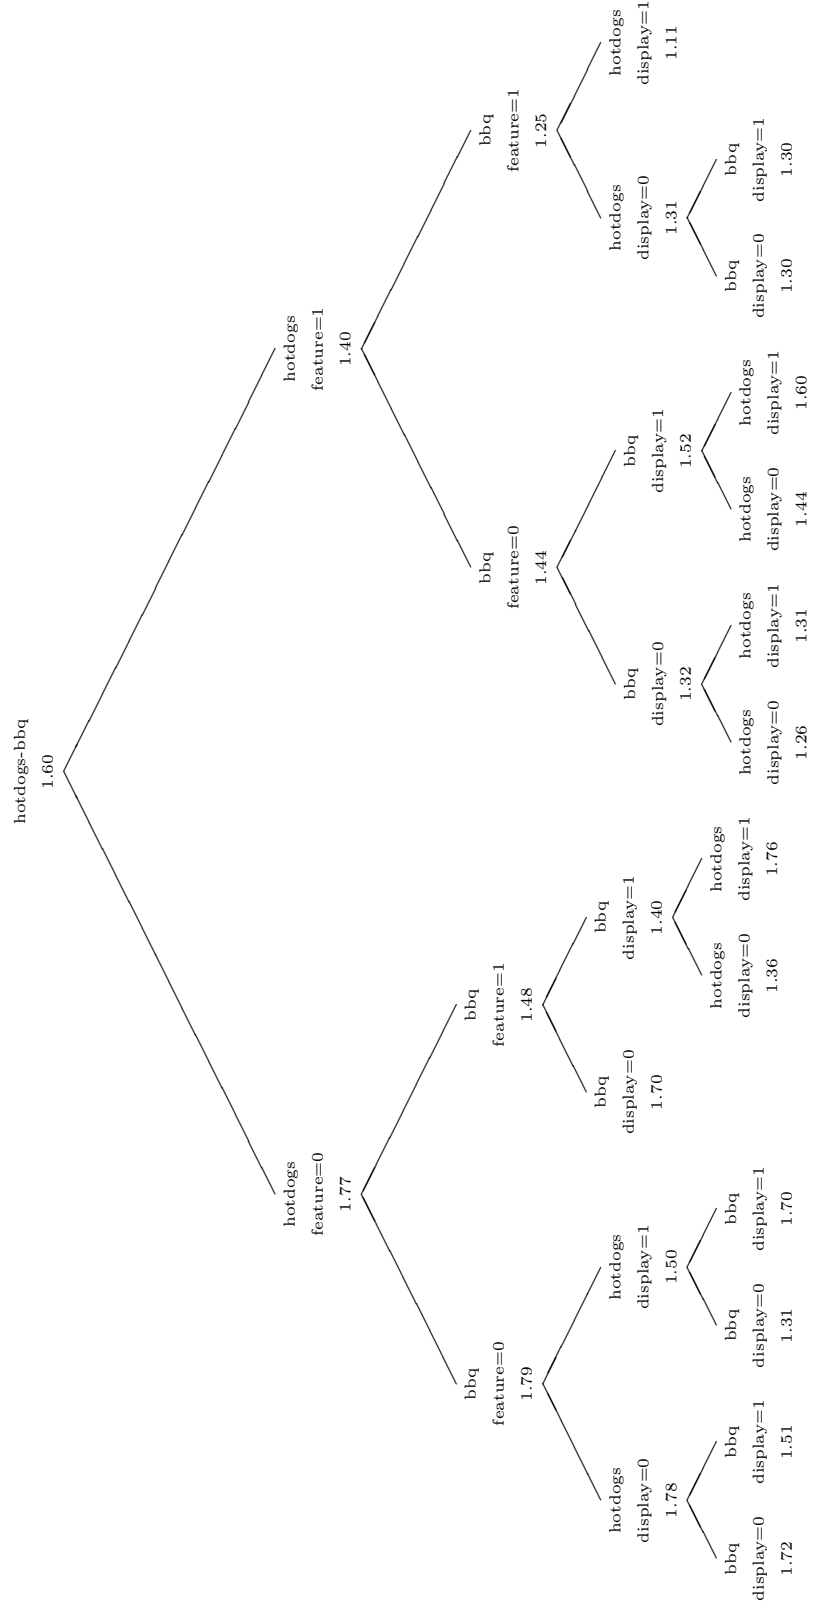 hotdogs-bbq
1.60
hotdogs
feature=0
1.77
hotdogs
feature=1
1.40
bbq
feature=0
1.79
bbq
feature=1
1.48
bbq
feature=0
1.44
bbq
feature=1
1.25
hotdogs
display=0
1.78
hotdogs
display=1
1.50
bbq
display=0
1.70
bbq
display=1
1.40
bbq
display=0
1.32
bbq
display=1
1.52
hotdogs
display=0
1.31
hotdogs
display=1
1.11
bbq
display=0
1.72
bbq
display=1
1.51
bbq
display=0
1.31
bbq
display=1
1.70
hotdogs
display=0
1.36
hotdogs
display=1
1.76
hotdogs
display=0
1.26
hotdogs
display=1
1.31
hotdogs
display=0
1.44
hotdogs
display=1
1.60
bbq
display=0
1.30
bbq
display=1
1.30